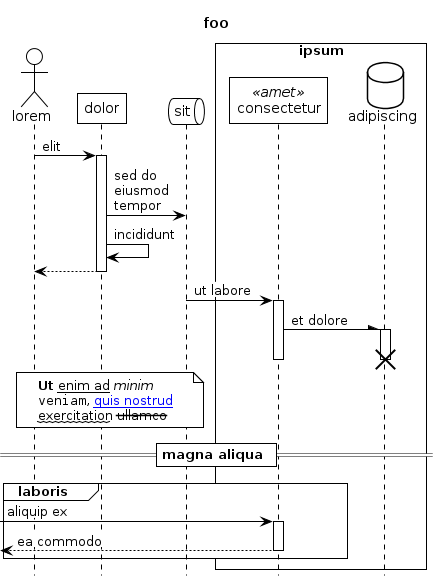 foo
ipsum
«amet»
lorem
dolor
sit
consectetur
adipiscing
elit
sed do
eiusmod
tempor
incididunt
ut labore
et dolore
Ut enim ad minim
veniam, quis nostrud
exercitation ullamco
magna aliqua
laboris
aliquip ex
ea commodo